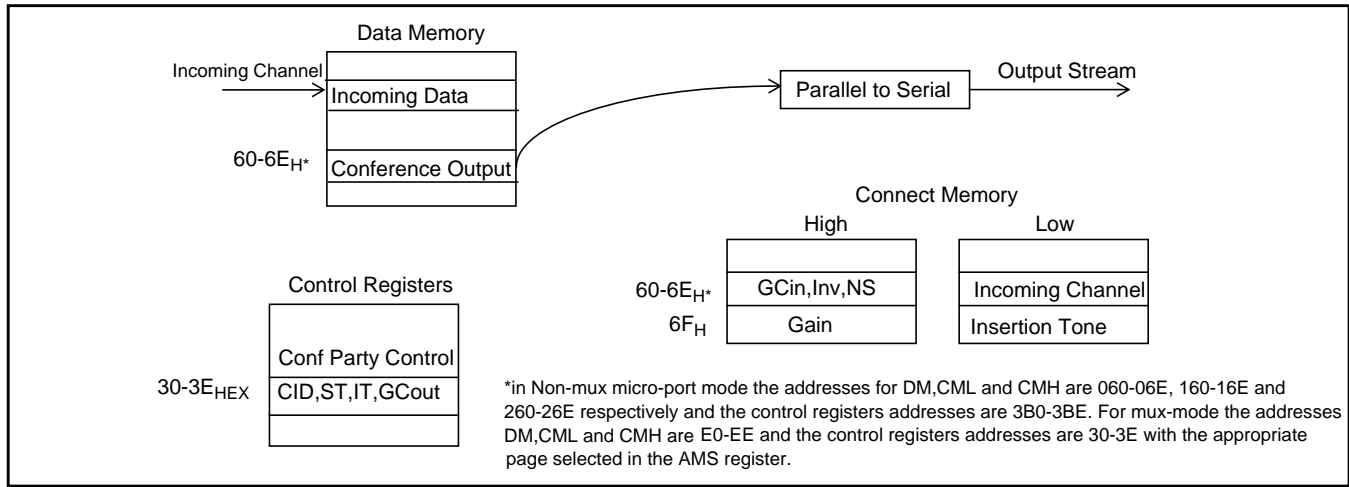 Data Memory
Incoming Channel
Incoming Data
60-6EH*
Conference Output
Parallel to Serial
Output Stream
Connect Memory
High
Low
60-6EH*
GCin,Inv,NS
Incoming Channel
6FH
Gain
Insertion Tone
Control Registers
Conf Party Control
30-3EHEX
CID,ST,IT,GCout
*in Non-mux micro-port mode the addresses for DM,CML and CMH are 060-06E, 160-16E and
260-26E respectively and the control registers addresses are 3B0-3BE. For mux-mode the addresses
DM,CML and CMH are E0-EE and the control registers addresses are 30-3E with the appropriate
page selected in the AMS register.